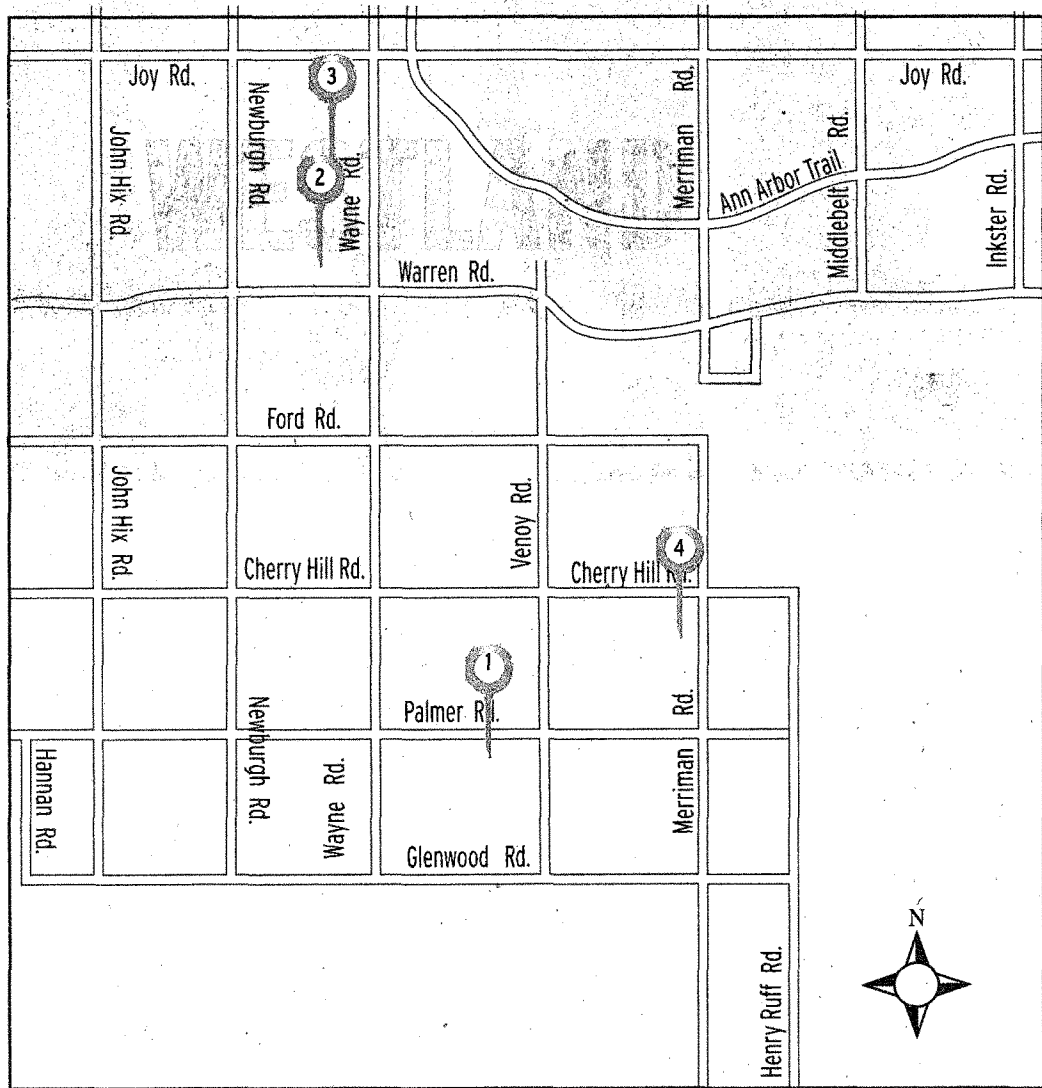 Joy Rd.
3
Newburgh Rd.
Merriman Rd.
Joy Rd.
John Hix Rd.
2
Wayne Rd.
Ann Arbor Trail
Middlebelt Rd.
Inkster Rd.
Warren Rd.
Ford Rd.
John Hix Rd.
Venoy Rd.
Cherry Hill Rd.
4
Cherry Hill Rd.
1
Palmer Rd.
Newburgh Rd.
Hannan Rd.
Wayne Rd.
Merriman Rd.
Glenwood Rd.
N
Henry Ruff Rd.